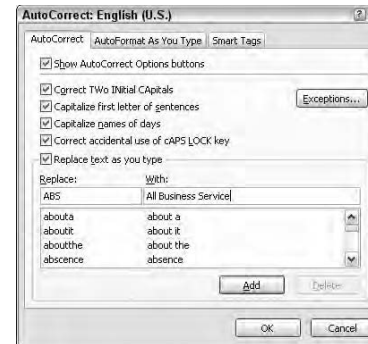 AutoCorrect: English (U.S.) ?
AutoCorrect AutoFormat As You Type Smart Tags
Show AutoCorrect Options buttons
Correct TWo INitial CApitals
Exceptions...
Capitalize first letter of sentences
Capitalize names of days
Correct accidental use of cAPS LOCK key
Replace text as you type
Replace: With:
ABS All Business Service
abouta about a
aboutit about it
aboutthe about the
abscence absence
Add Delete
OK Cancel